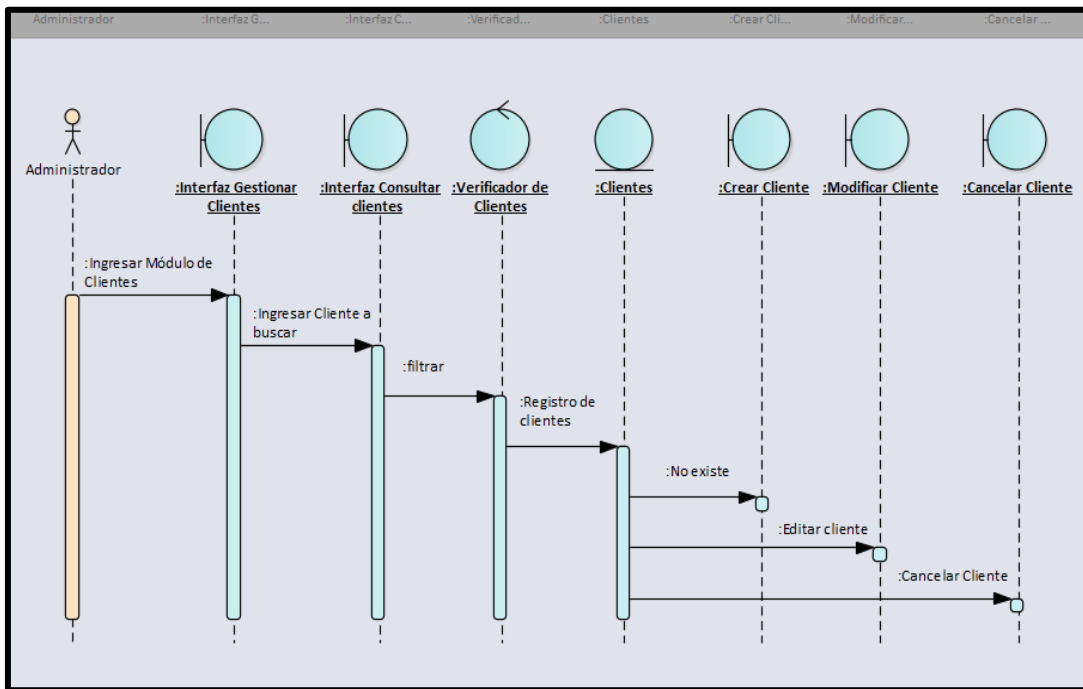 Administrador
:Interfaz G...
:Interfaz C...
:Verificad...
:Clientes
:Crear Cli...
:Modificar...
:Cancelar ...
Administrador
:Interfaz Gestionar
Clientes
:Interfaz Consultar
clientes
:Verificador de
Clientes
:Clientes
:Crear Cliente
:Modificar Cliente
:Cancelar Cliente
:Ingresar Módulo de
Clientes
:Ingresar Cliente a
buscar
:filtrar
:Registro de
clientes
:No existe
:Editar cliente
:Cancelar Cliente